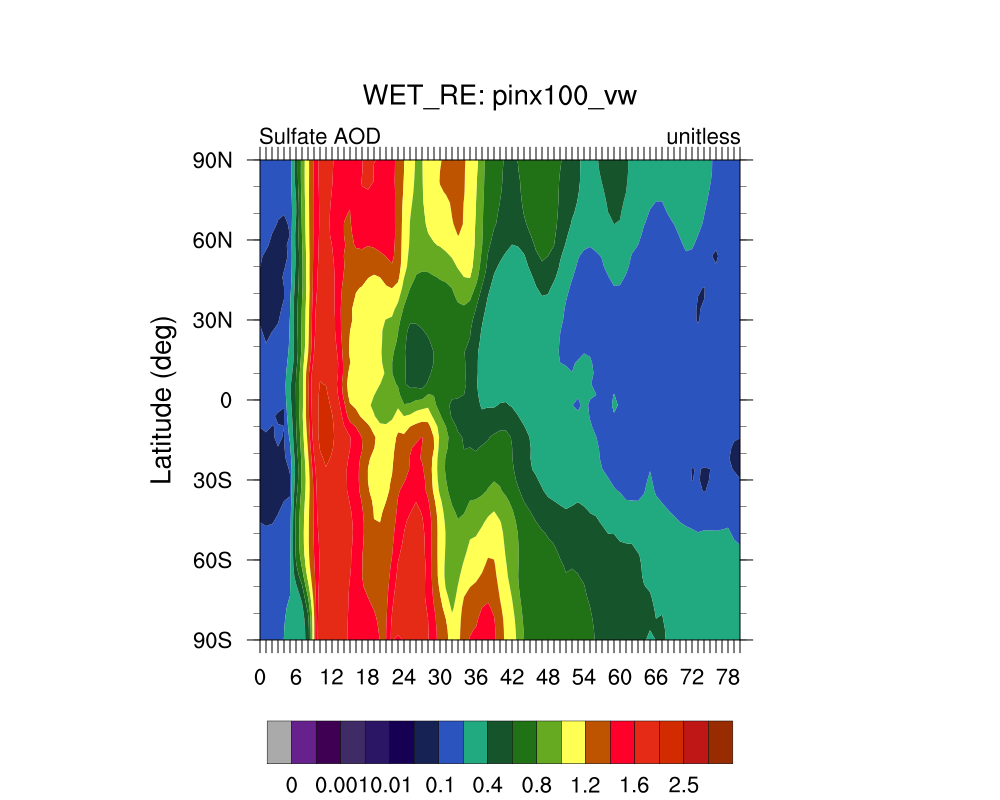 WET_RE: pinx100_vw
Sulfate AOD unitless
90N
60N
30N
0
30S
60S
90S
Latitude (deg)
0 6 12 18 24 30 36 42 48 54 60 66 72 78
0 0.001 0.01 0.1 0.4 0.8 1.2 1.6 2.5